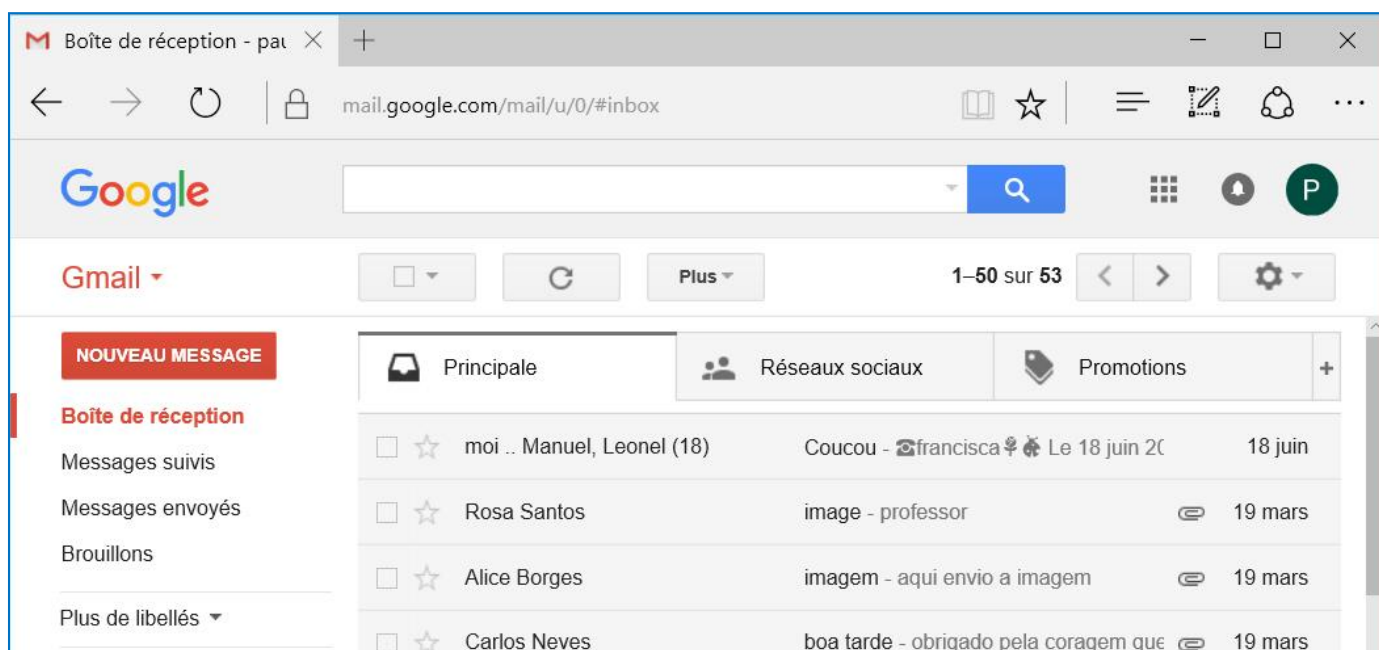 Boîte de réception - pau
mail.google.com/mail/u/0/#inbox
Google
P
Gmail
Plus
1–50 sur 53
NOUVEAU MESSAGE
Principale
Réseaux sociaux
Promotions
+
Boîte de réception
Messages suivis
Messages envoyés
Brouillons
Plus de libellés
moi .. Manuel, Leonel (18) Coucou - ☎francisca Le 18 juin 20 18 juin
Rosa Santos image - professor 19 mars
Alice Borges imagem - aqui envio a imagem 19 mars
Carlos Neves boa tarde - obrigado pela coragem que 19 mars